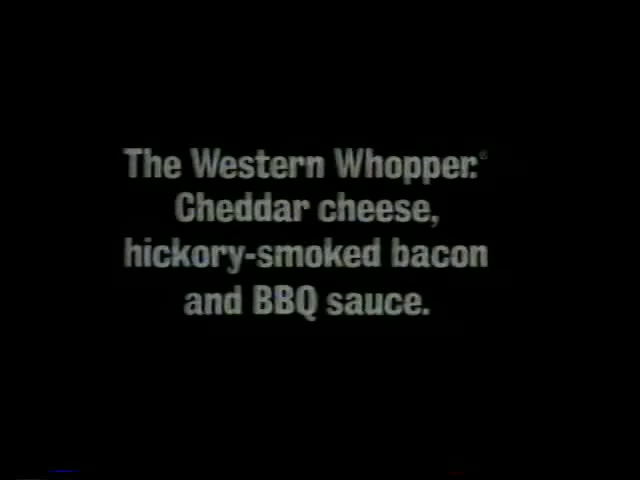 The Western Whopper.®
Cheddar cheese,
hickory-smoked bacon
and BBQ sauce.